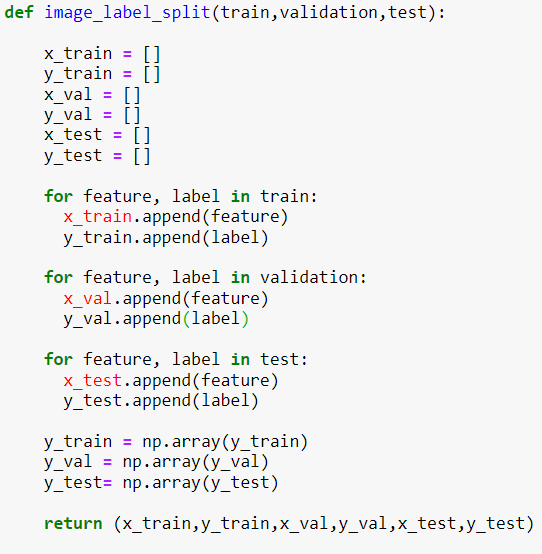 def image_label_split(train,validation,test):
x_train = []
y_train = []
x_val = []
y_val = []
x_test = []
y_test = []
for feature, label in train:
x_train.append(feature)
y_train.append(label)
for feature, label in validation:
x_val.append(feature)
y_val.append(label)
for feature, label in test:
x_test.append(feature)
y_test.append(label)
y_train = np.array(y_train)
y_val = np.array(y_val)
y_test= np.array(y_test)
return (x_train,y_train,x_val,y_val,x_test,y_test)